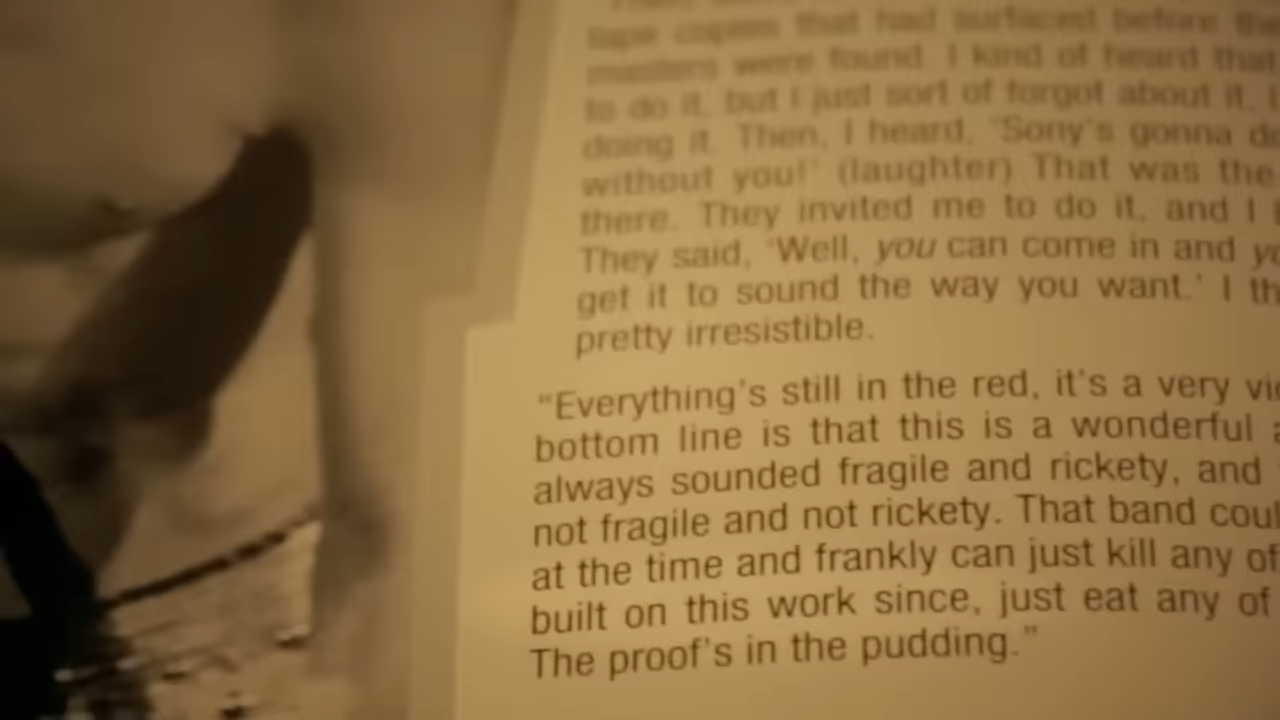 tape copies that had surfaced before the
masters were found. I kind of heard that
to do it, but I just sort of forgot about it, I
doing it. Then, I heard, 'Sony's gonna do
without you!' (laughter) That was the
there. They invited me to do it, and I
They said, 'Well, you can come in and
get it to sound the way you want.' I th
pretty irresistible.
"Everything's still in the red, it's a very vi
bottom line is that this is a wonderful a
always sounded fragile and rickety, and
not fragile and not rickety. That band coul
at the time and frankly can just kill any of
built on this work since, just eat any of
The proof's in the pudding."